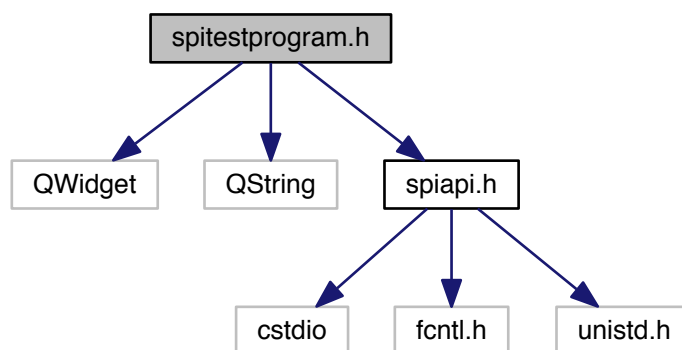 spitestprogram.h
QWidget
QString
spiapi.h
cstdio
fcntl.h
unistd.h